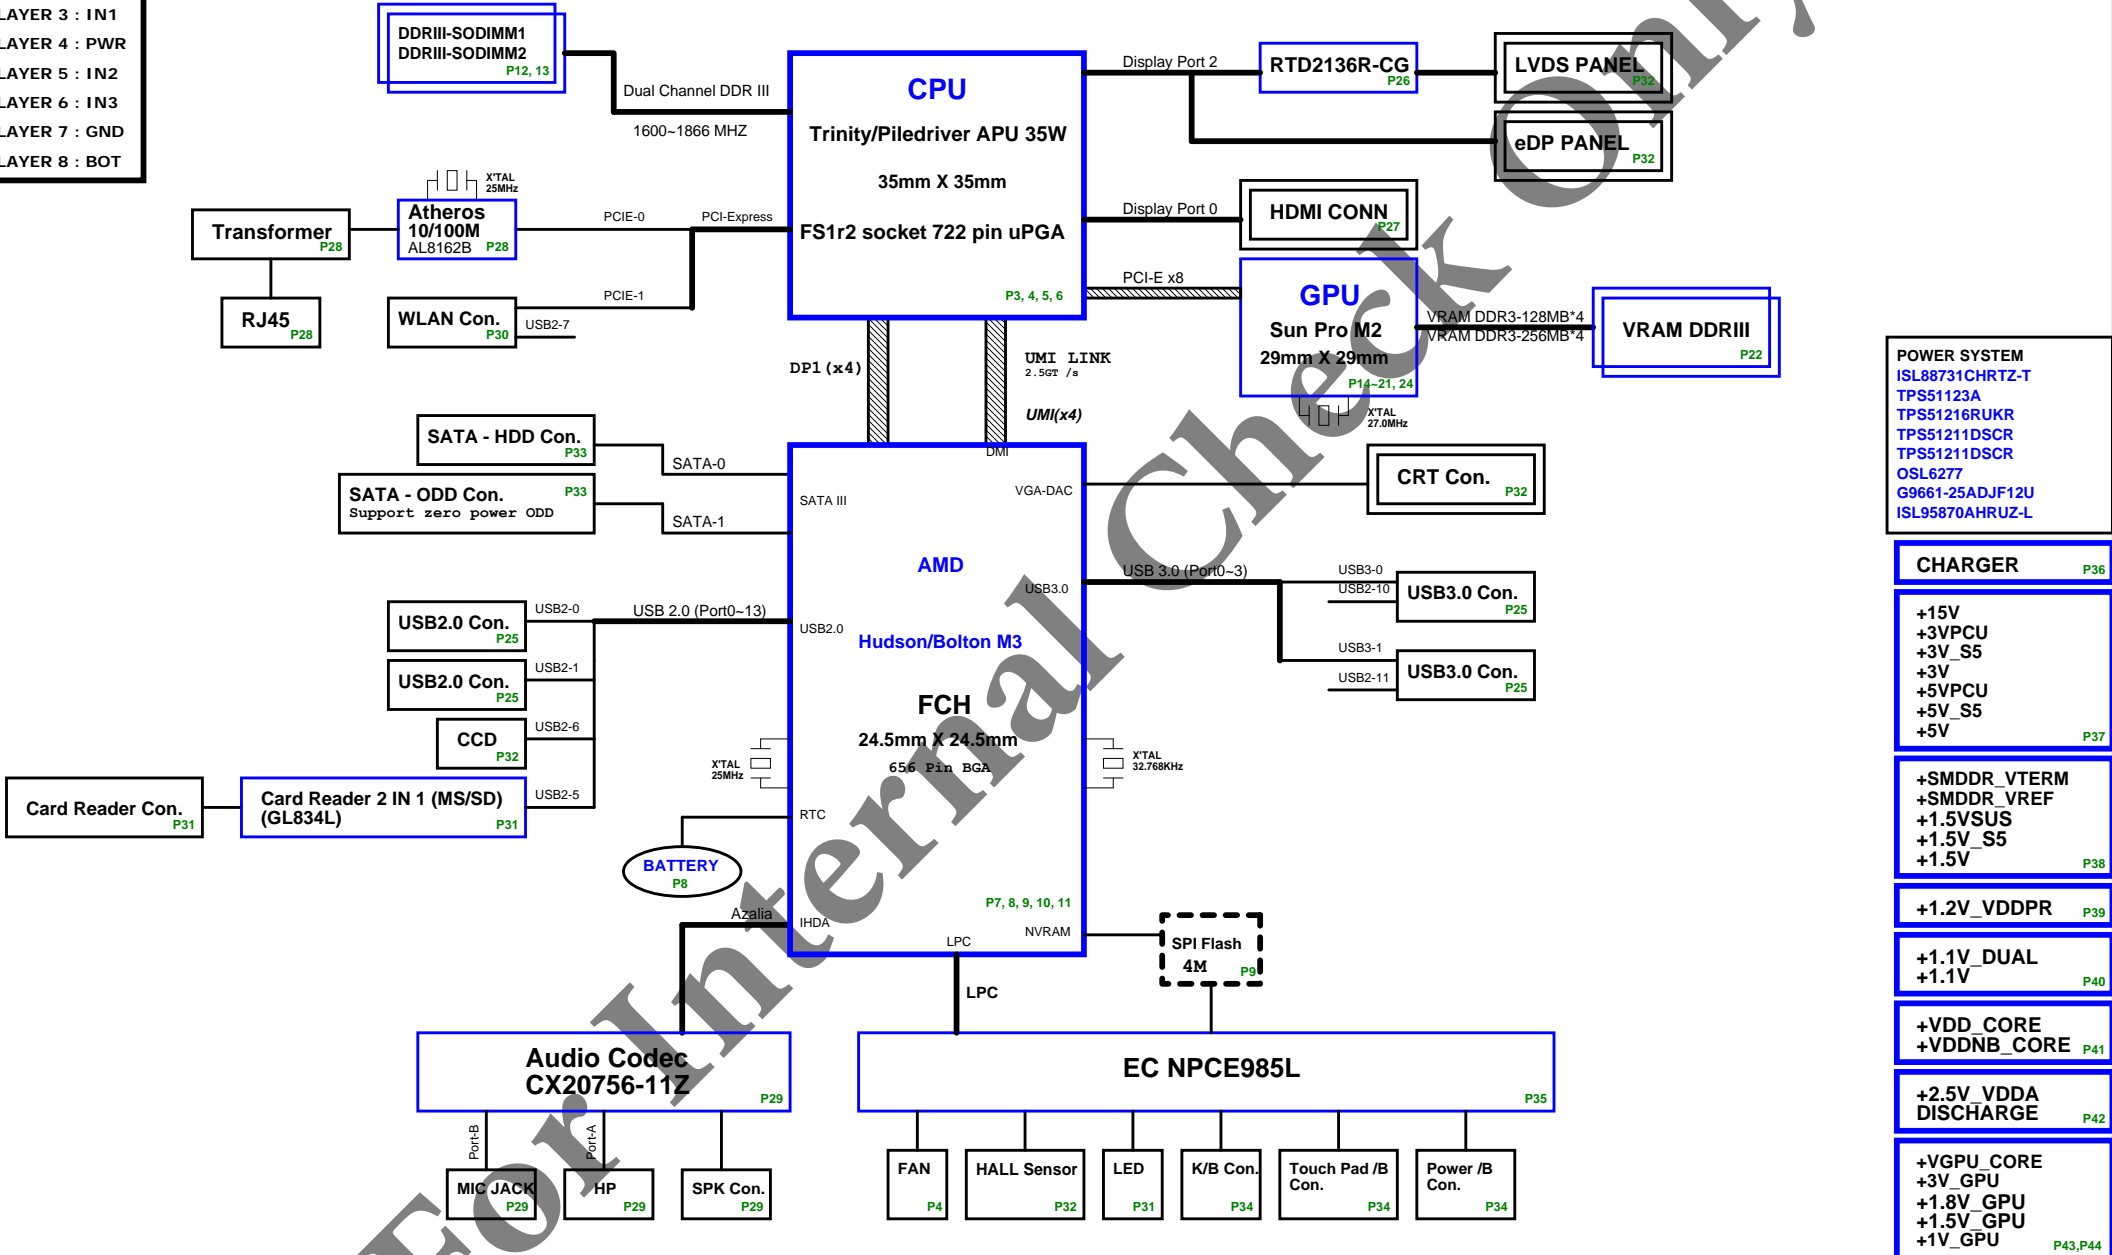 LAYER 3 : IN1
LAYER 4 : PWR
LAYER 5 : IN2
LAYER 6 : IN3
LAYER 7 : GND
LAYER 8 : BOT
DDRIII-SODIMM1
DDRIII-SODIMM2
P12, 13
Dual Channel DDR III
1600~1866 MHZ
CPU
Trinity/Piledriver APU 35W
35mm X 35mm
FS1r2 socket 722 pin uPGA
P3, 4, 5, 6
Display Port 2
RTD2136R-CG
P26
LVDS PANEL
P32
eDP PANEL
P32
Display Port 0
HDMI CONN
P27
PCI-E x8
GPU
Sun Pro M2
29mm X 29mm
P14~21, 24
X'TAL
27.0MHz
VRAM DDR3-128MB*4
VRAM DDR3-256MB*4
VRAM DDRIII
P22
X'TAL
25MHz
Transformer
P28
Atheros
10/100M
AL8162B P28
PCIE-0
PCI-Express
RJ45
P28
WLAN Con.
P30
PCIE-1
USB2-7
DP1 (x4)
UMI LINK
2.5GT /s
UMI(x4)
SATA - HDD Con.
P33
SATA-0
SATA - ODD Con. P33
Support zero power ODD
SATA-1
DMI
SATA III
VGA-DAC
CRT Con.
P32
AMD
Hudson/Bolton M3
FCH
24.5mm X 24.5mm
656 Pin BGA
P7, 8, 9, 10, 11
USB 3.0 (Port0~3)
USB3.0
USB3-0
USB2-10
USB3.0 Con.
P25
USB3-1
USB2-11
USB3.0 Con.
P25
USB 2.0 (Port0~13)
USB2.0
USB2.0 Con.
P25
USB2-0
USB2.0 Con.
P25
USB2-1
CCD
P32
USB2-6
Card Reader Con.
P31
Card Reader 2 IN 1 (MS/SD)
(GL834L)
P31
USB2-5
X'TAL
25MHz
X'TAL
32.768KHz
RTC
BATTERY
P8
Azalia
IHDA
LPC
NVRAM
SPI Flash
4M
P9
LPC
Audio Codec
CX20756-11Z
P29
Port-B
Port-A
MIC JACK
P29
HP
P29
SPK Con.
P29
EC NPCE985L
P35
FAN
P4
HALL Sensor
P32
LED
P31
K/B Con.
P34
Touch Pad /B
Con.
P34
Power /B
Con.
P34
POWER SYSTEM
ISL88731CHRTZ-T
TPS51123A
TPS51216RUKR
TPS51211DSCR
TPS51211DSCR
OSL6277
G9661-25ADJF12U
ISL95870AHRUZ-L
CHARGER P36
+15V
+3VPCU
+3V_S5
+3V
+5VPCU
+5V_S5
+5V P37
+SMDDR_VTERM
+SMDDR_VREF
+1.5VSUS
+1.5V_S5
+1.5V P38
+1.2V_VDDPR P39
+1.1V_DUAL
+1.1V P40
+VDD_CORE
+VDDNB_CORE P41
+2.5V_VDDA
DISCHARGE P42
+VGPU_CORE
+3V_GPU
+1.8V_GPU
+1.5V_GPU
+1V_GPU P43,P44
For Internal Check Only